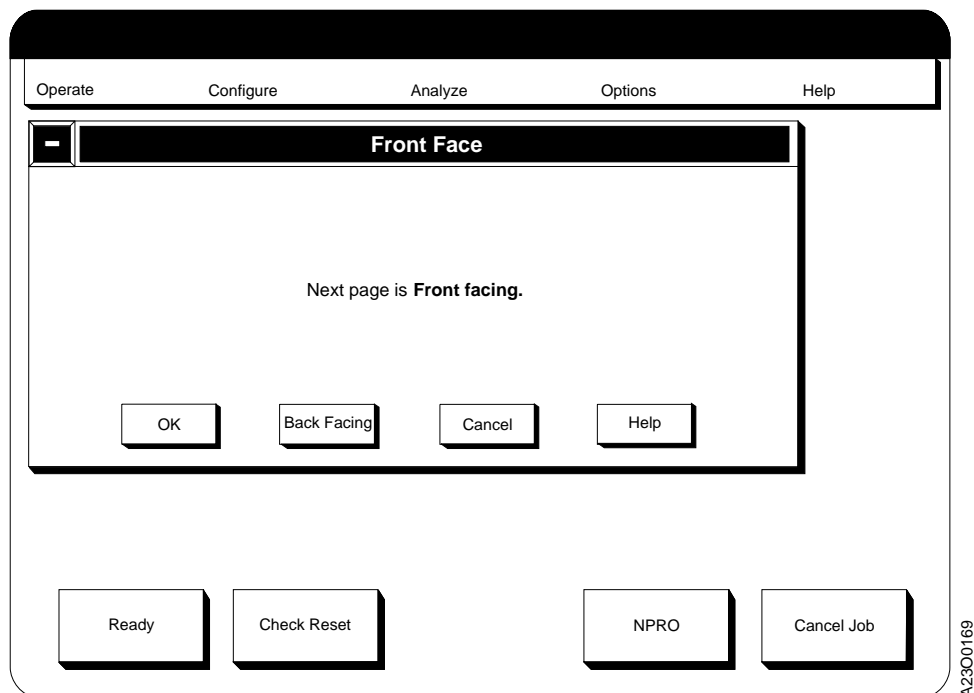 Operate Configure Analyze Options Help
Front Face
Next page is Front facing.
OK Back Facing Cancel Help
Ready Check Reset NPRO Cancel Job
A23O0169